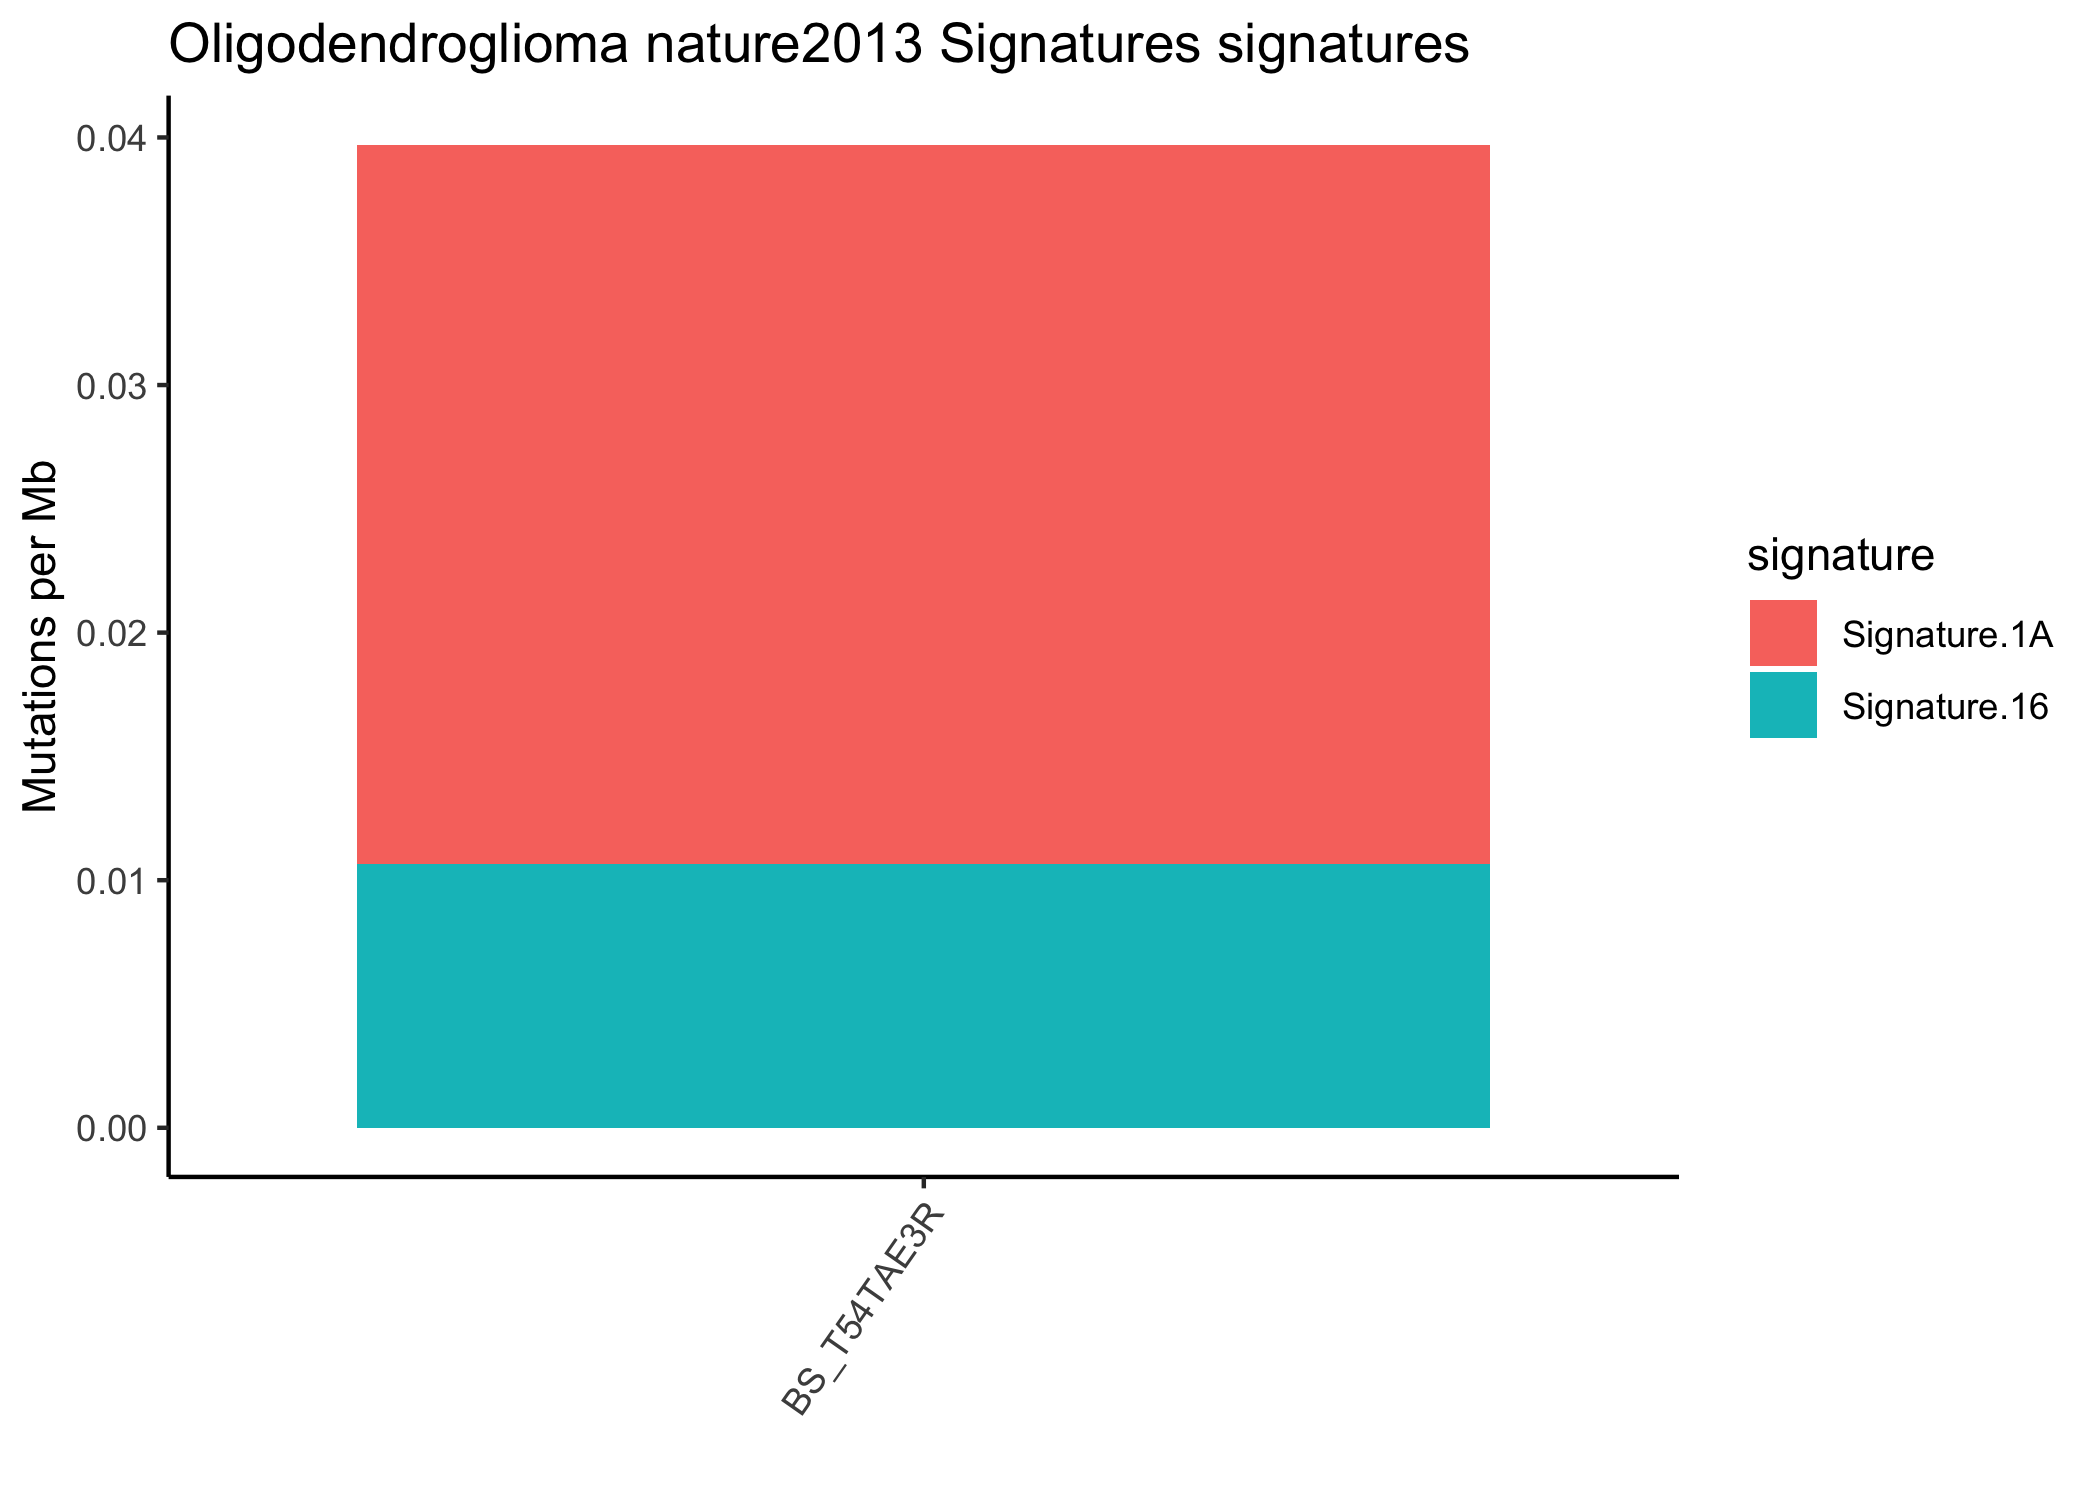 Oligodendroglioma nature2013 Signatures signatures
Mutations per Mb
0.04
0.03
0.02
0.01
0.00
BS_T54TAE3R
signature
Signature.1A
Signature.16